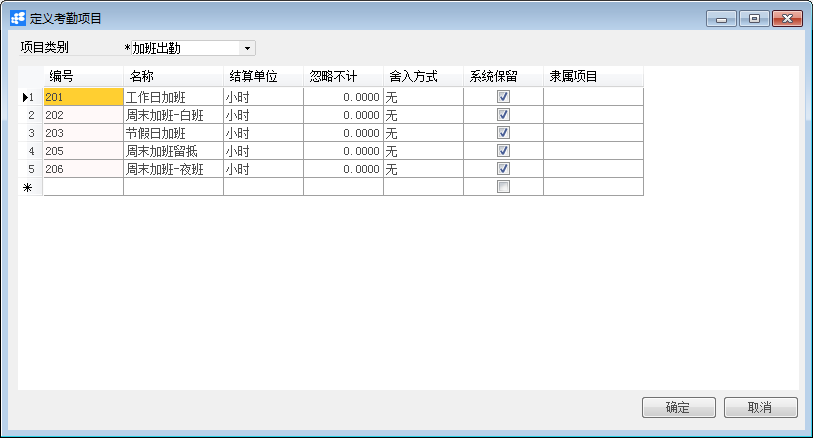 定义考勤项目
项目类别 *加班出勤
编号 名称 结算单位 忽略不计 舍入方式 系统保留 隶属项目
1 201 工作日加班 小时 0.0000 无
2 202 周末加班-白班 小时 0.0000 无
3 203 节假日加班 小时 0.0000 无
4 205 周末加班留抵 小时 0.0000 无
5 206 周末加班-夜班 小时 0.0000 无
*
确定 取消